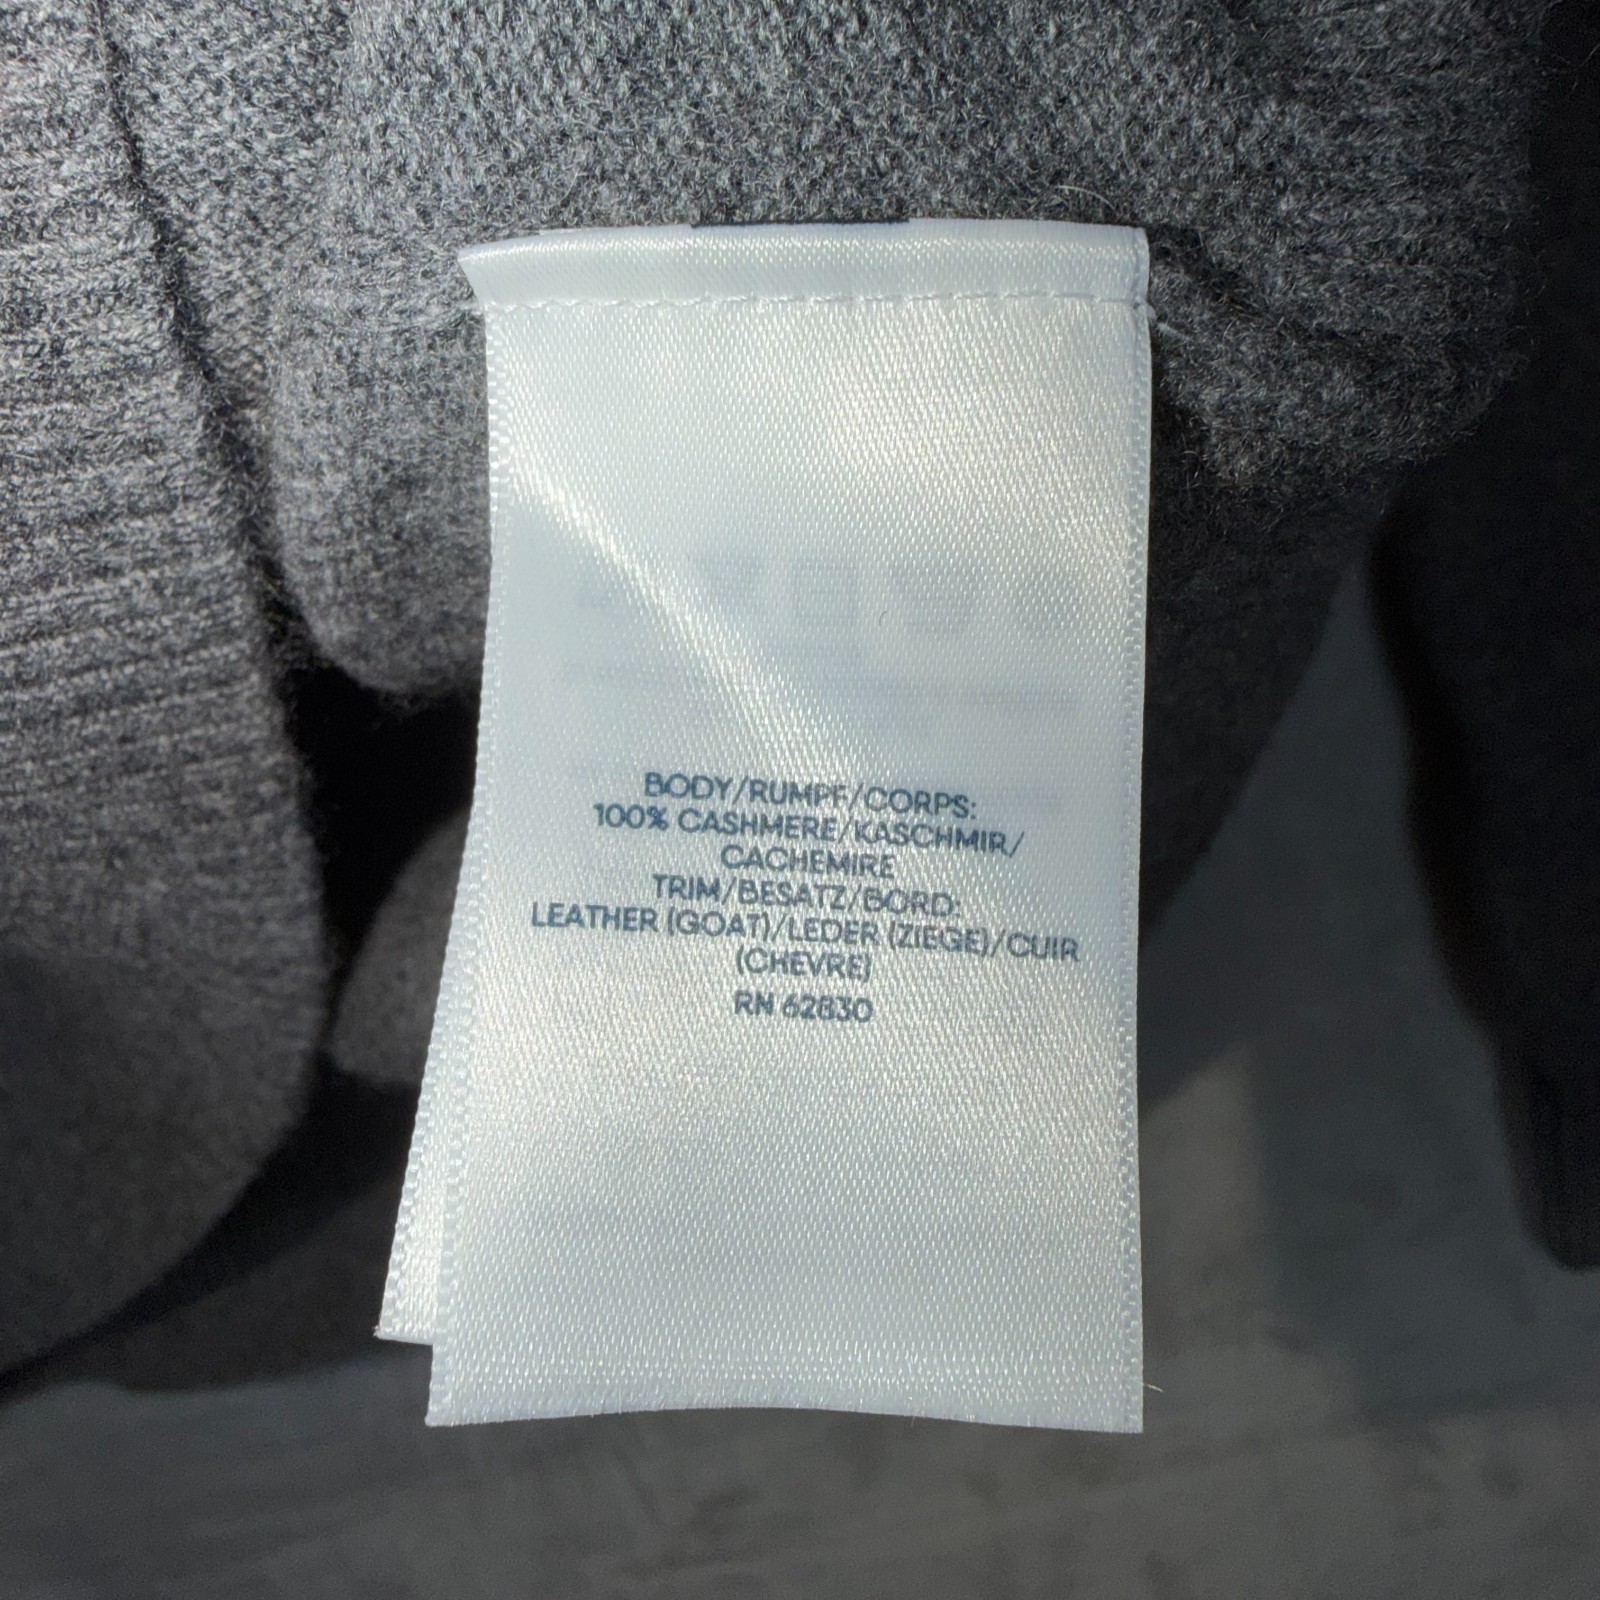 BODY/RUMPF/CORPS:
100% CASHMERE/KASCHMIR/
CACHEMIRE
TRIM/BESATZ/BORD:
LEATHER (GOAT)/LEDER (ZIEGE)/CUIR
(CHEVRE)
RN 62830